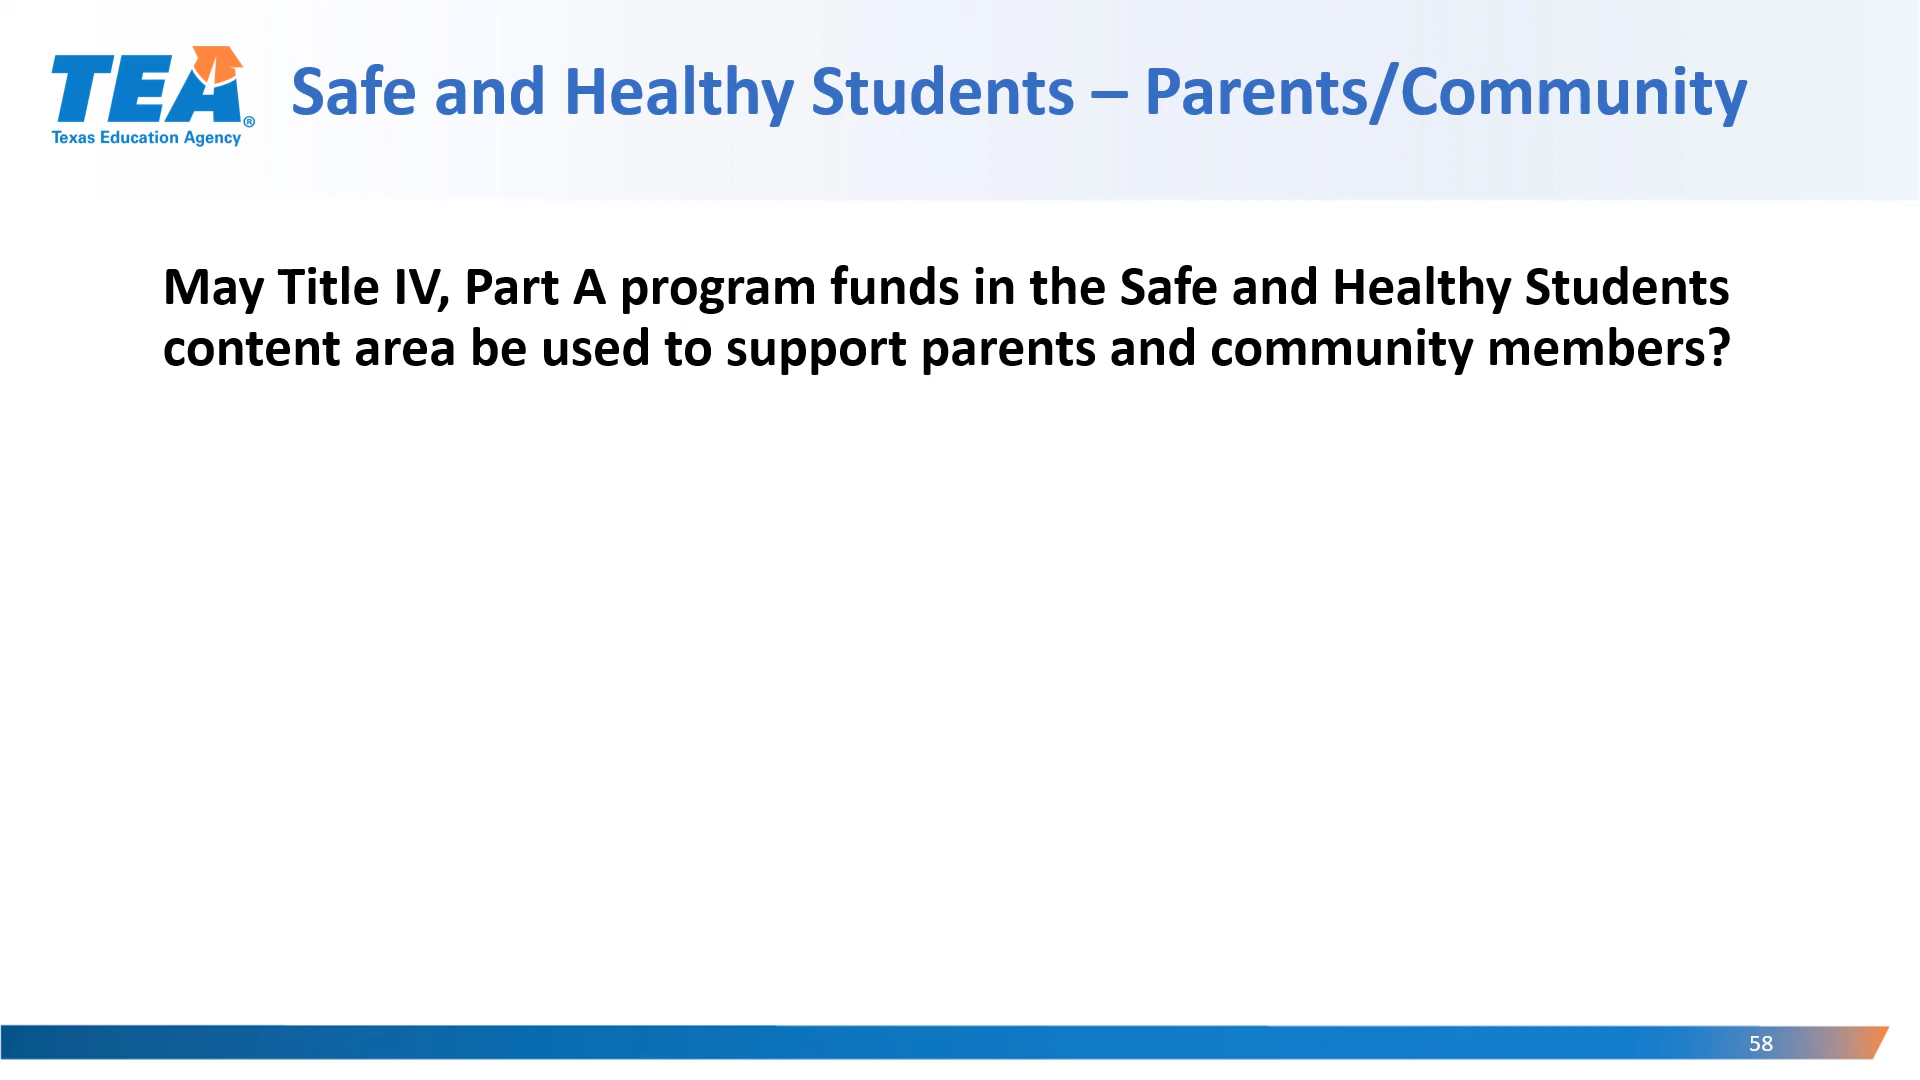 TEA®
Texas Education Agency
Safe and Healthy Students – Parents/Community
May Title IV, Part A program funds in the Safe and Healthy Students
content area be used to support parents and community members?
58